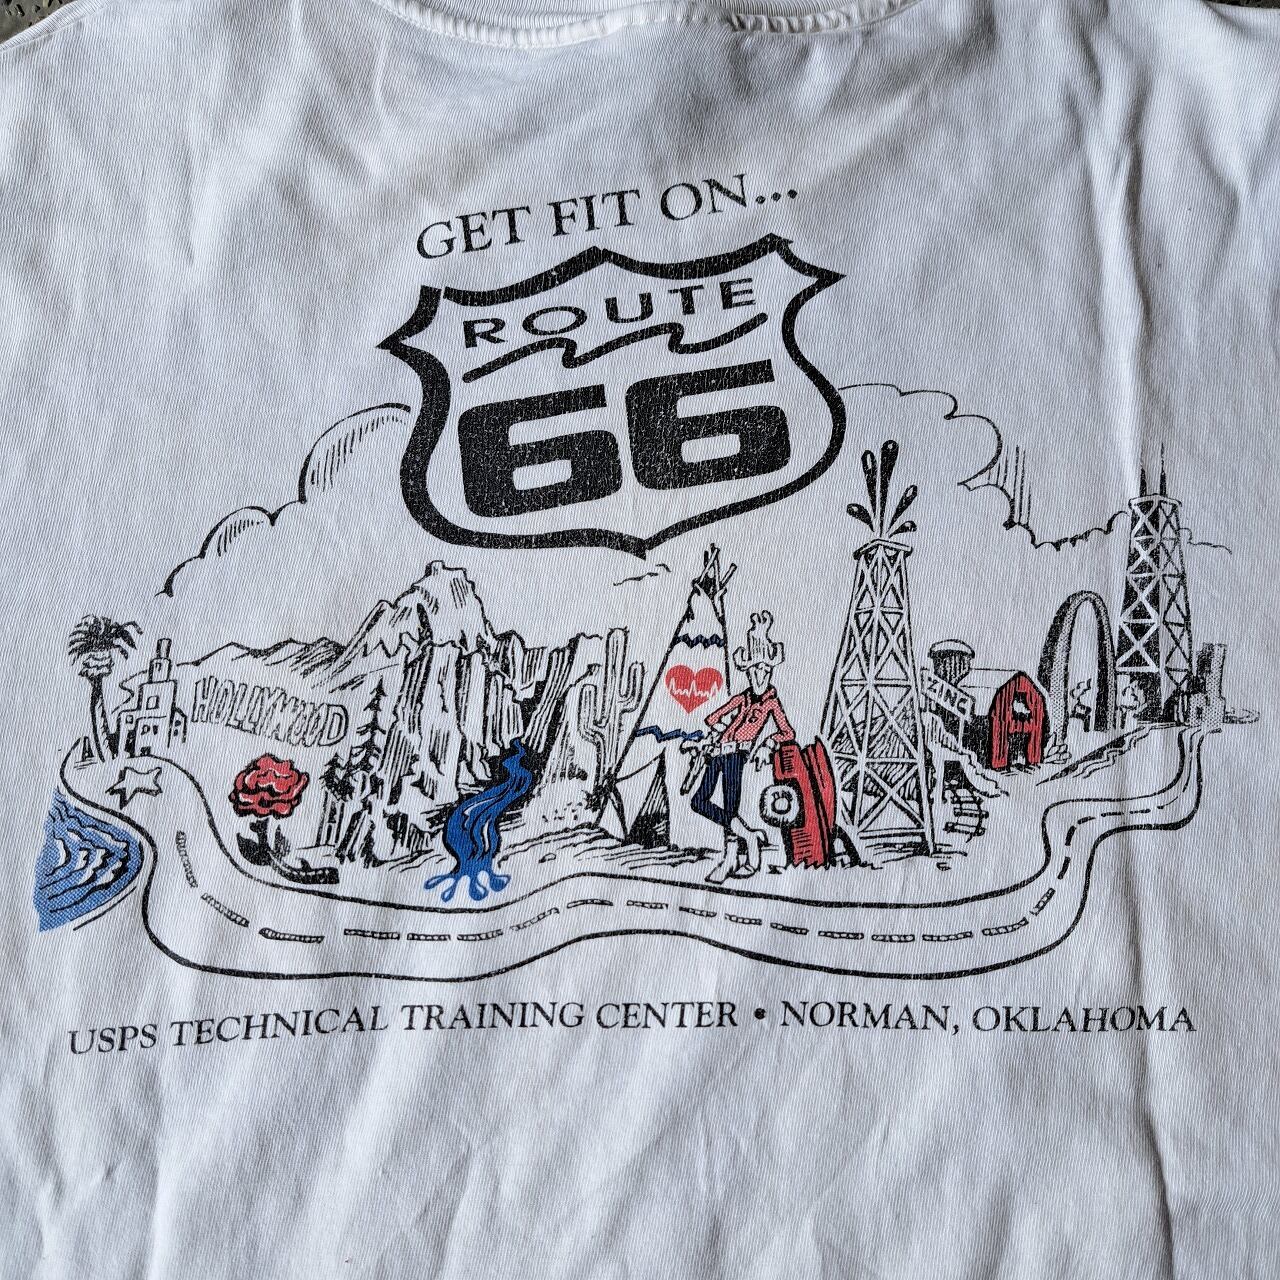 GET FIT ON...
ROUTE
66
HOLLYWOOD
ZINC
USPS TECHNICAL TRAINING CENTER • NORMAN, OKLAHOMA